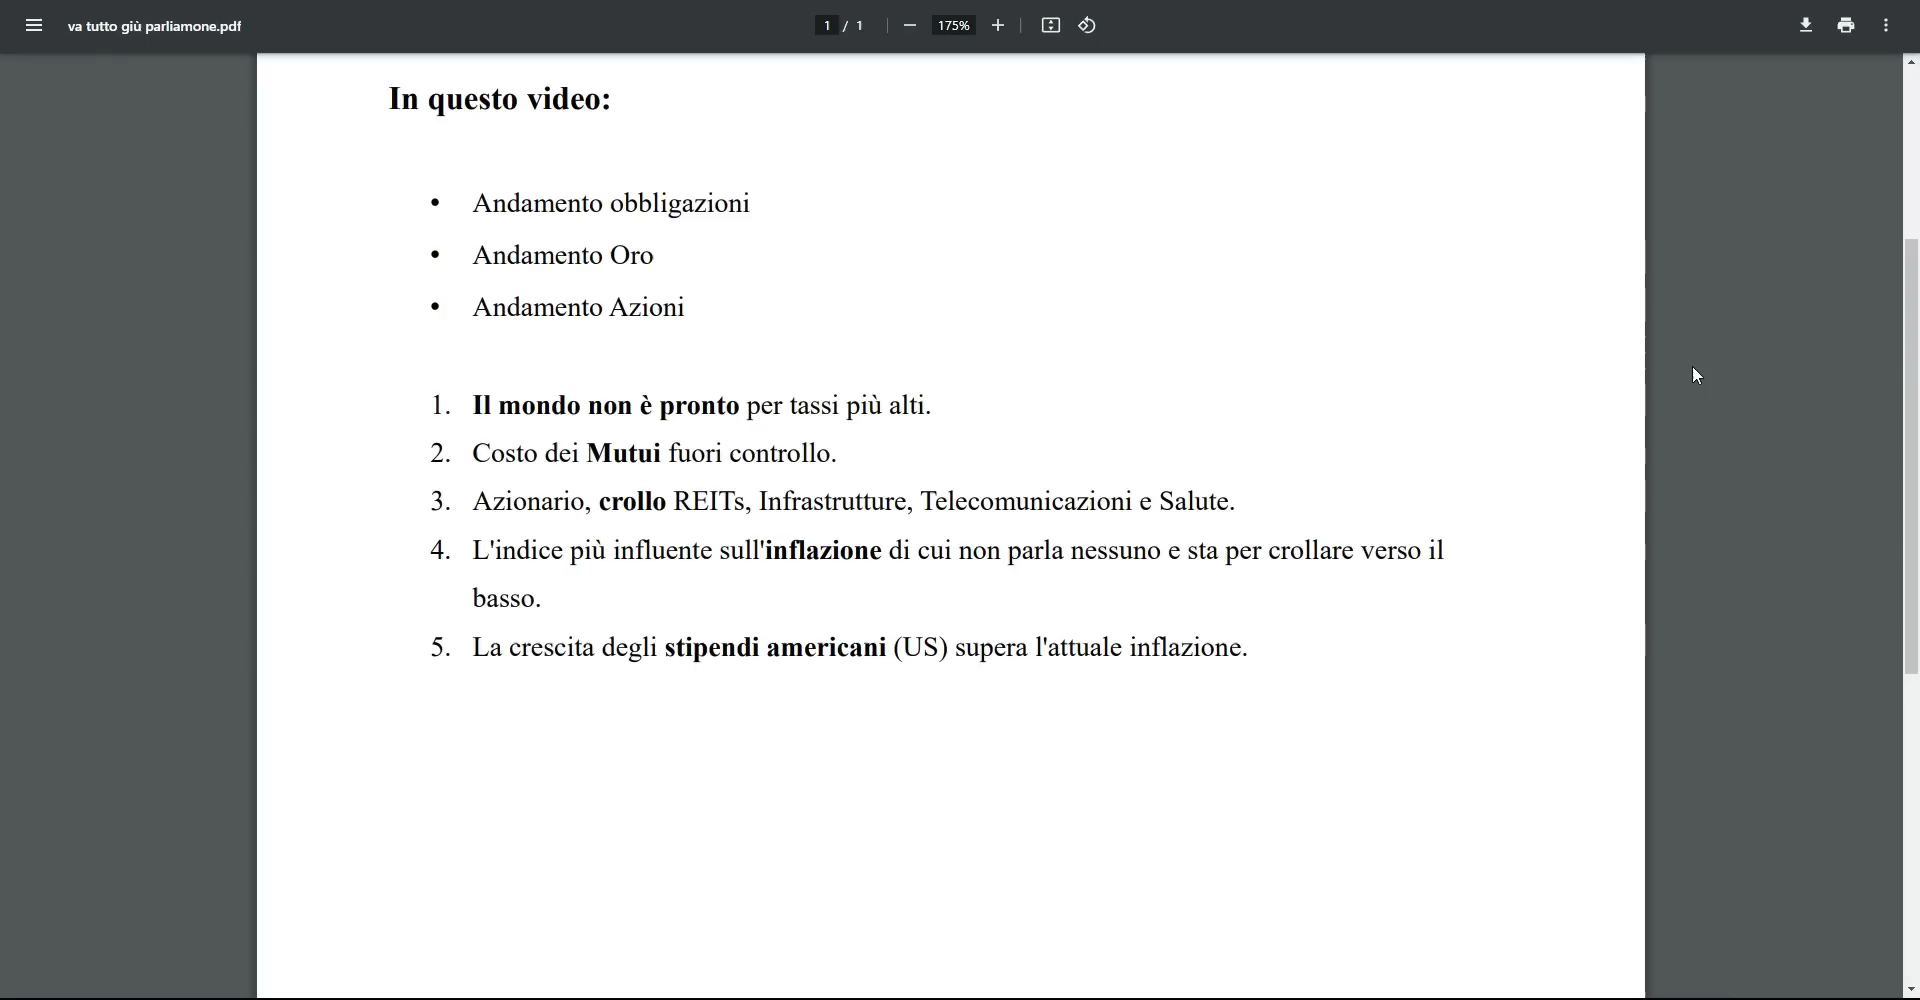 va tutto giù parliamone.pdf
1 / 1
175%
In questo video:
• Andamento obbligazioni
• Andamento Oro
• Andamento Azioni
1. Il mondo non è pronto per tassi più alti.
2. Costo dei Mutui fuori controllo.
3. Azionario, crollo REITs, Infrastrutture, Telecomunicazioni e Salute.
4. L'indice più influente sull'inflazione di cui non parla nessuno e sta per crollare verso il
basso.
5. La crescita degli stipendi americani (US) supera l'attuale inflazione.